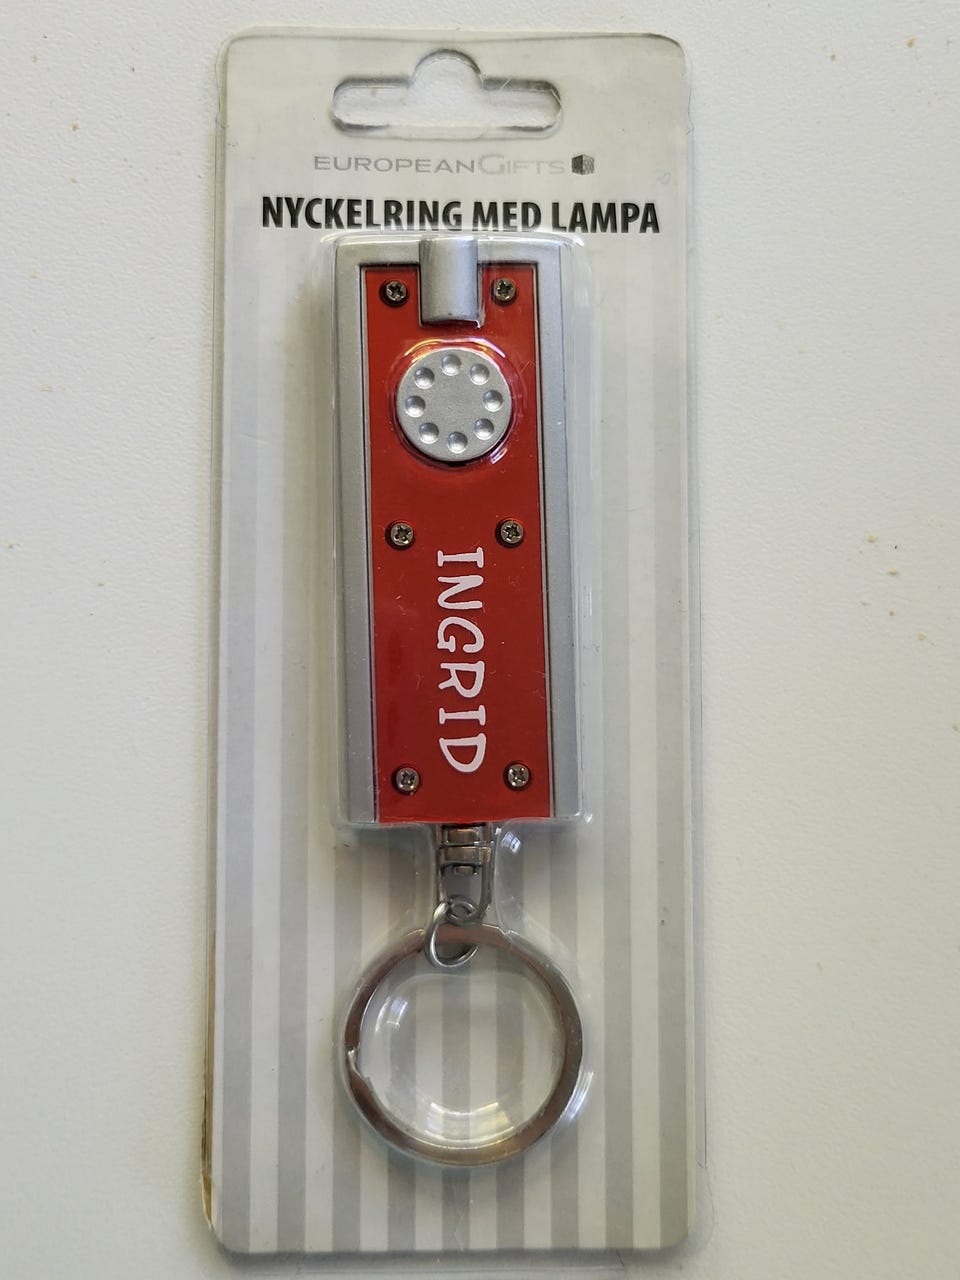 EUROPEANGIFTS
NYCKELRING MED LAMPA
INGRID